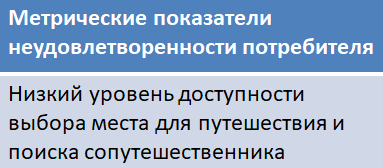 Метрические показатели
неудовлетворенности потребителя
Низкий уровень доступности
выбора места для путешествия и
поиска сопутешественника